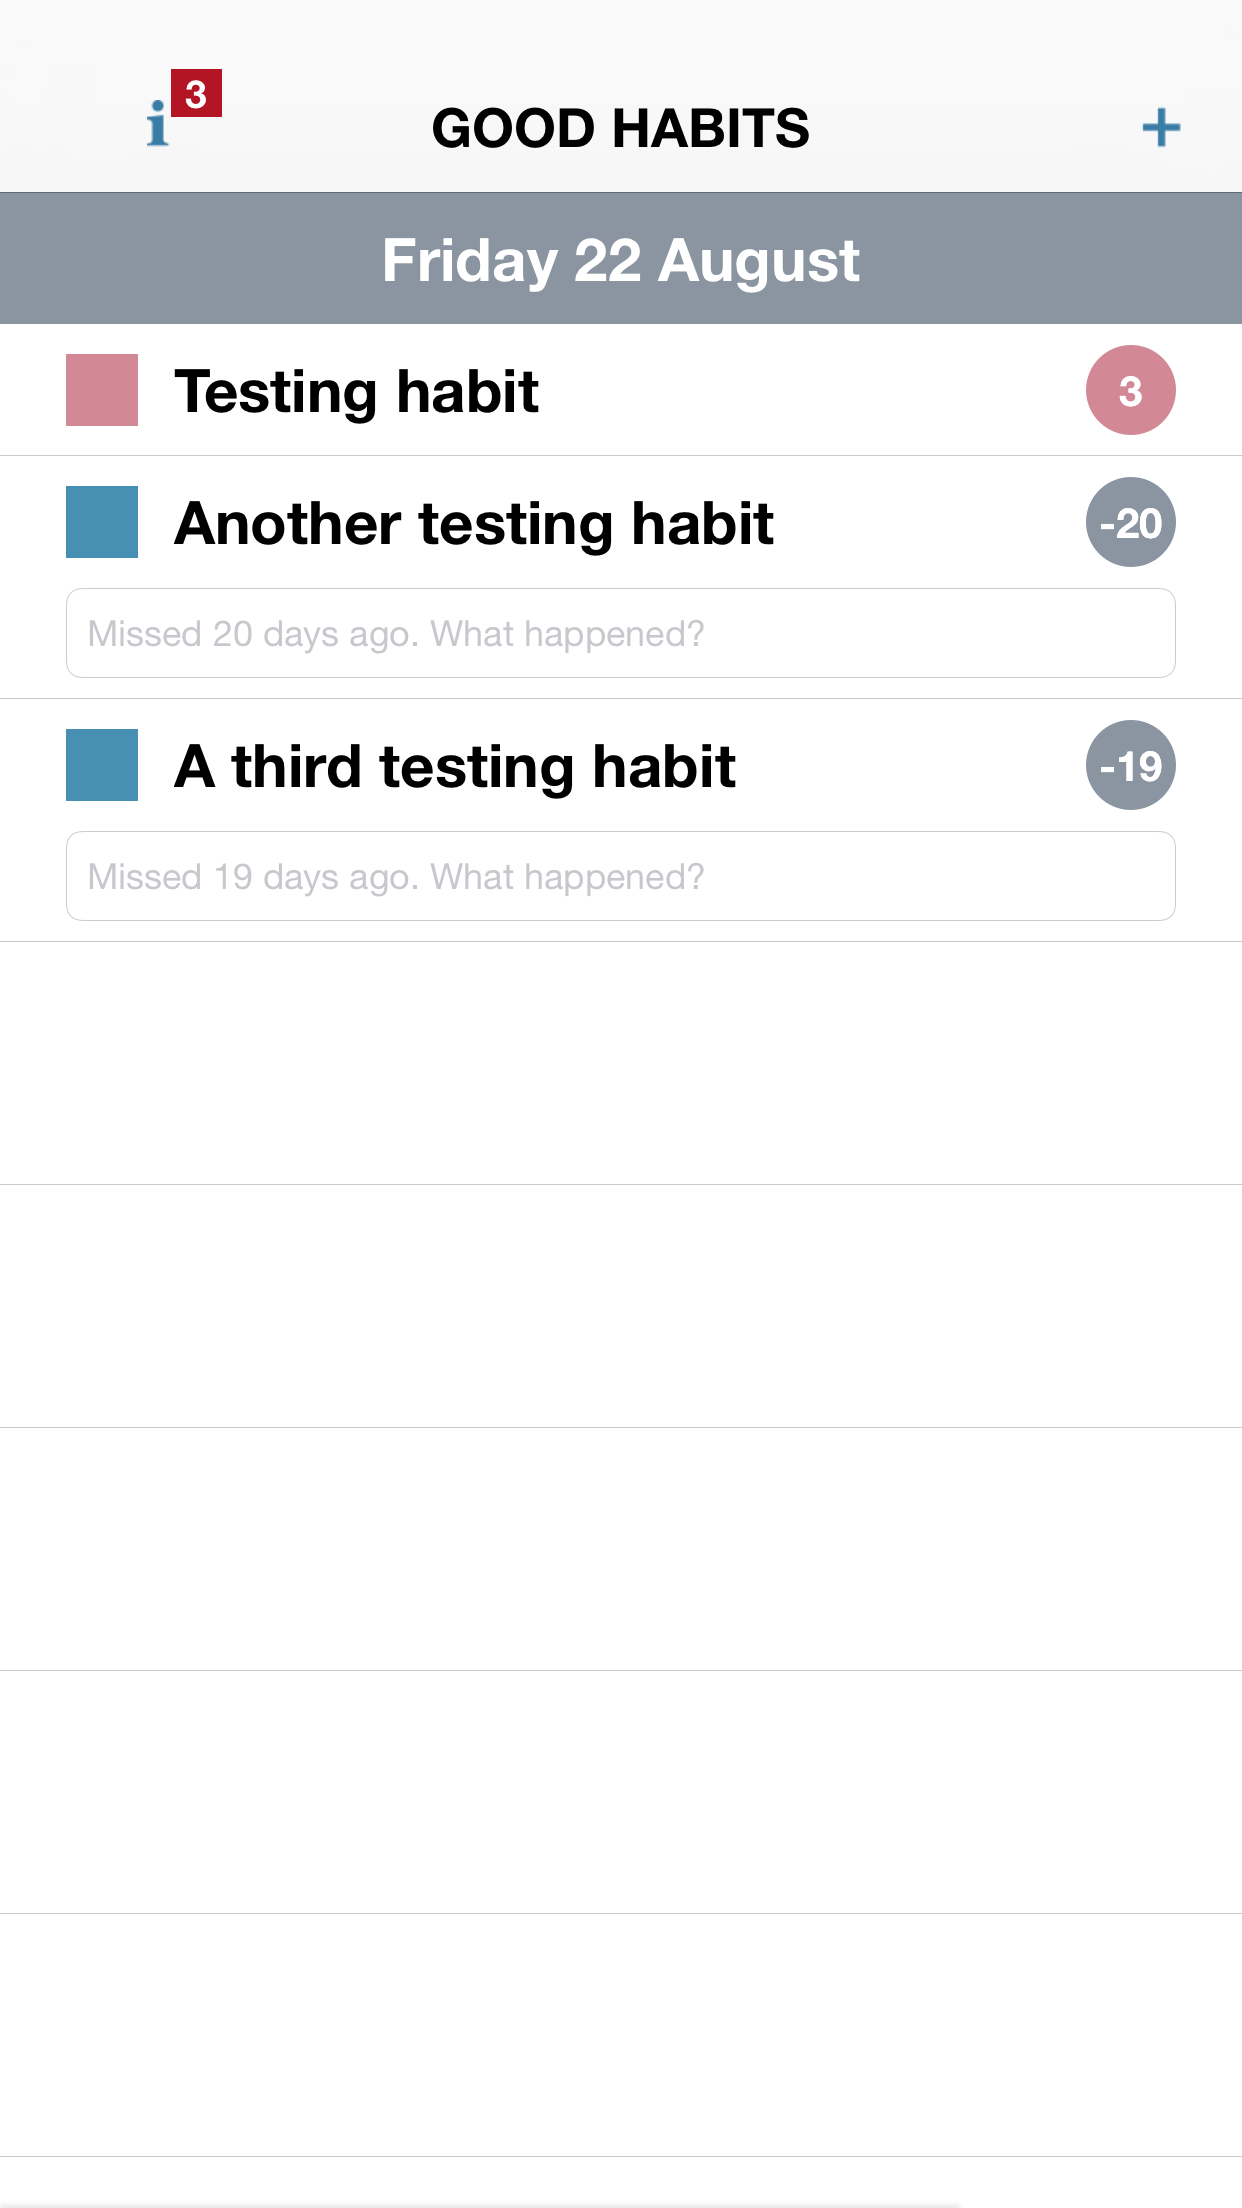 i 3
GOOD HABITS
+
Friday 22 August
Testing habit 3
Another testing habit -20
Missed 20 days ago. What happened?
A third testing habit -19
Missed 19 days ago. What happened?